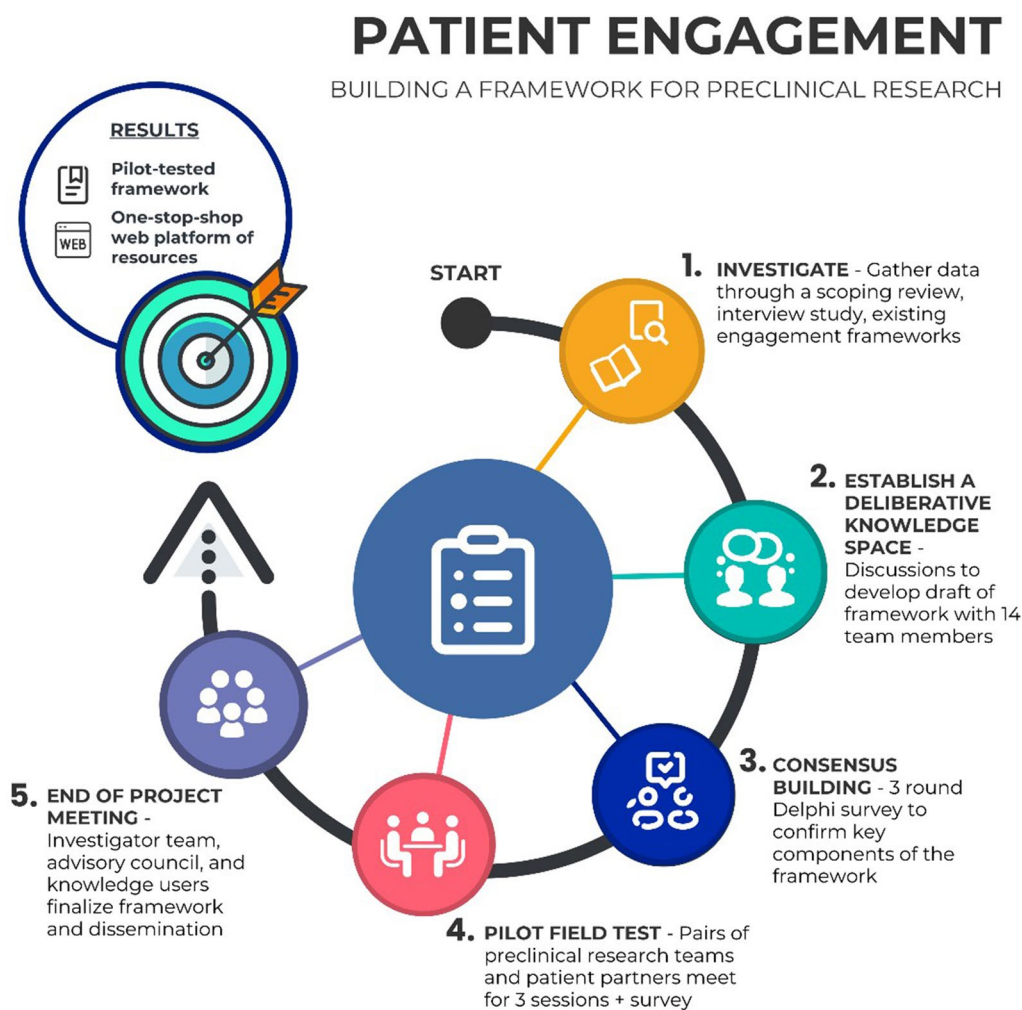 PATIENT ENGAGEMENT
BUILDING A FRAMEWORK FOR PRECLINICAL RESEARCH
RESULTS
Pilot-tested
framework
WEB
One-stop-shop
web platform of
resources
START
1. INVESTIGATE - Gather data
through a scoping review,
interview study, existing
engagement frameworks
2. ESTABLISH A
DELIBERATIVE
KNOWLEDGE
SPACE -
Discussions to
develop draft of
framework with 14
team members
3. CONSENSUS
BUILDING - 3 round
Delphi survey to
confirm key
components of the
framework
4. PILOT FIELD TEST - Pairs of
preclinical research teams
and patient partners meet
for 3 sessions + survey
5. END OF PROJECT
MEETING -
Investigator team,
advisory council, and
knowledge users
finalize framework
and dissemination